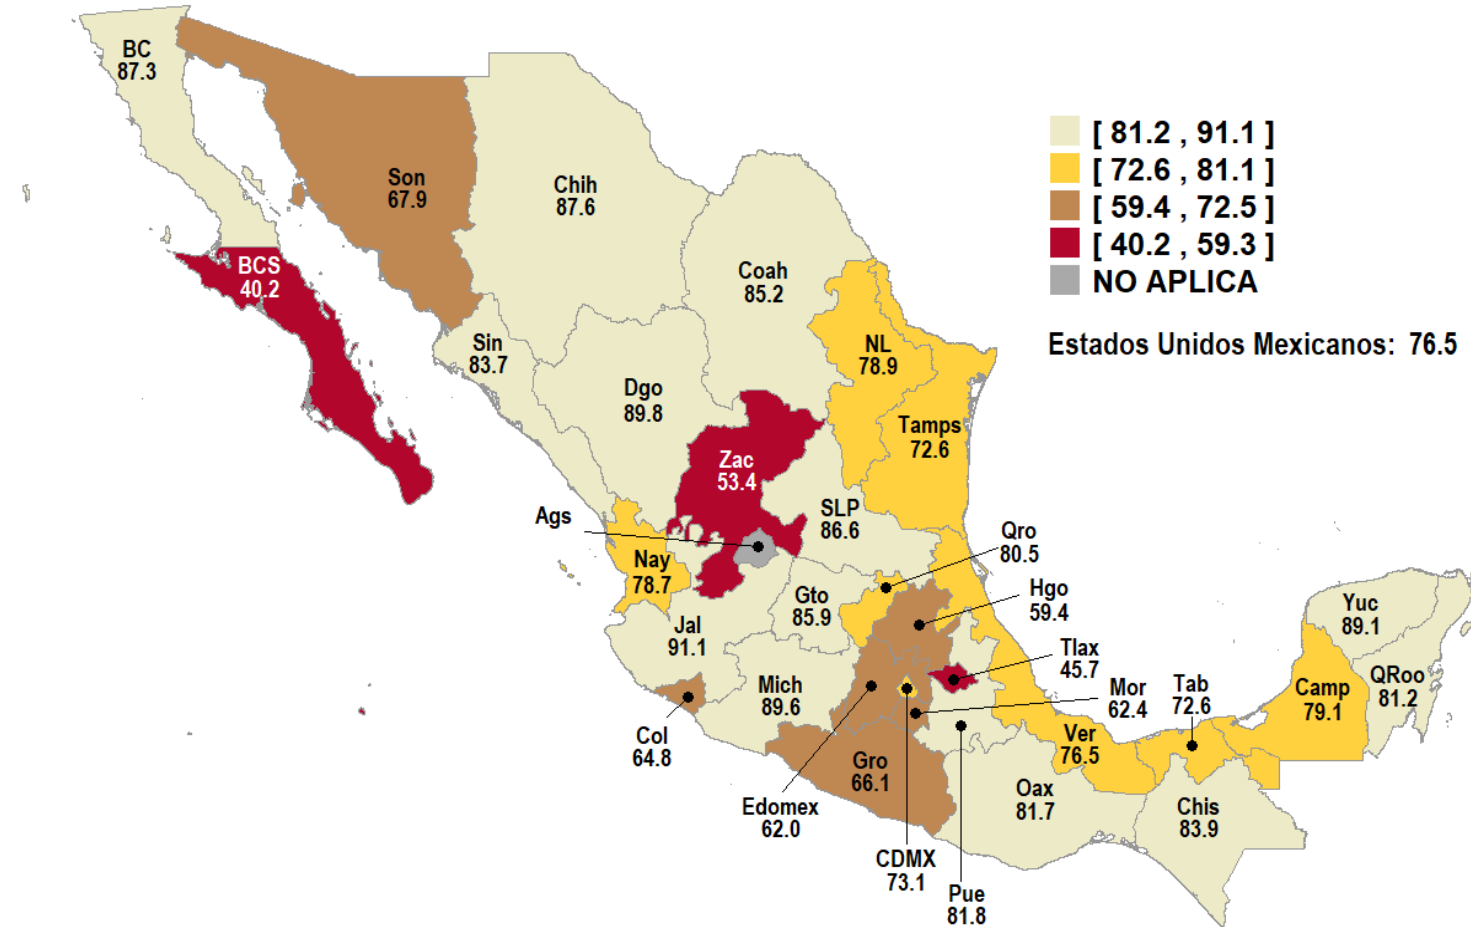 BC
87.3
Son
67.9
Chih
87.6
[ 81.2 , 91.1 ]
[ 72.6 , 81.1 ]
[ 59.4 , 72.5 ]
[ 40.2 , 59.3 ]
NO APLICA
Estados Unidos Mexicanos: 76.5
BCS
40.2
Coah
85.2
Sin
83.7
NL
78.9
Dgo
89.8
Tamps
72.6
Zac
53.4
Ags
SLP
86.6
Qro
80.5
Nay
78.7
Gto
85.9
Hgo
59.4
Yuc
89.1
Jal
91.1
Tlax
45.7
Mich
89.6
Mor
62.4
Tab
72.6
Camp
79.1
QRoo
81.2
Col
64.8
Ver
76.5
Gro
66.1
Edomex
62.0
Oax
81.7
Chis
83.9
CDMX
73.1
Pue
81.8